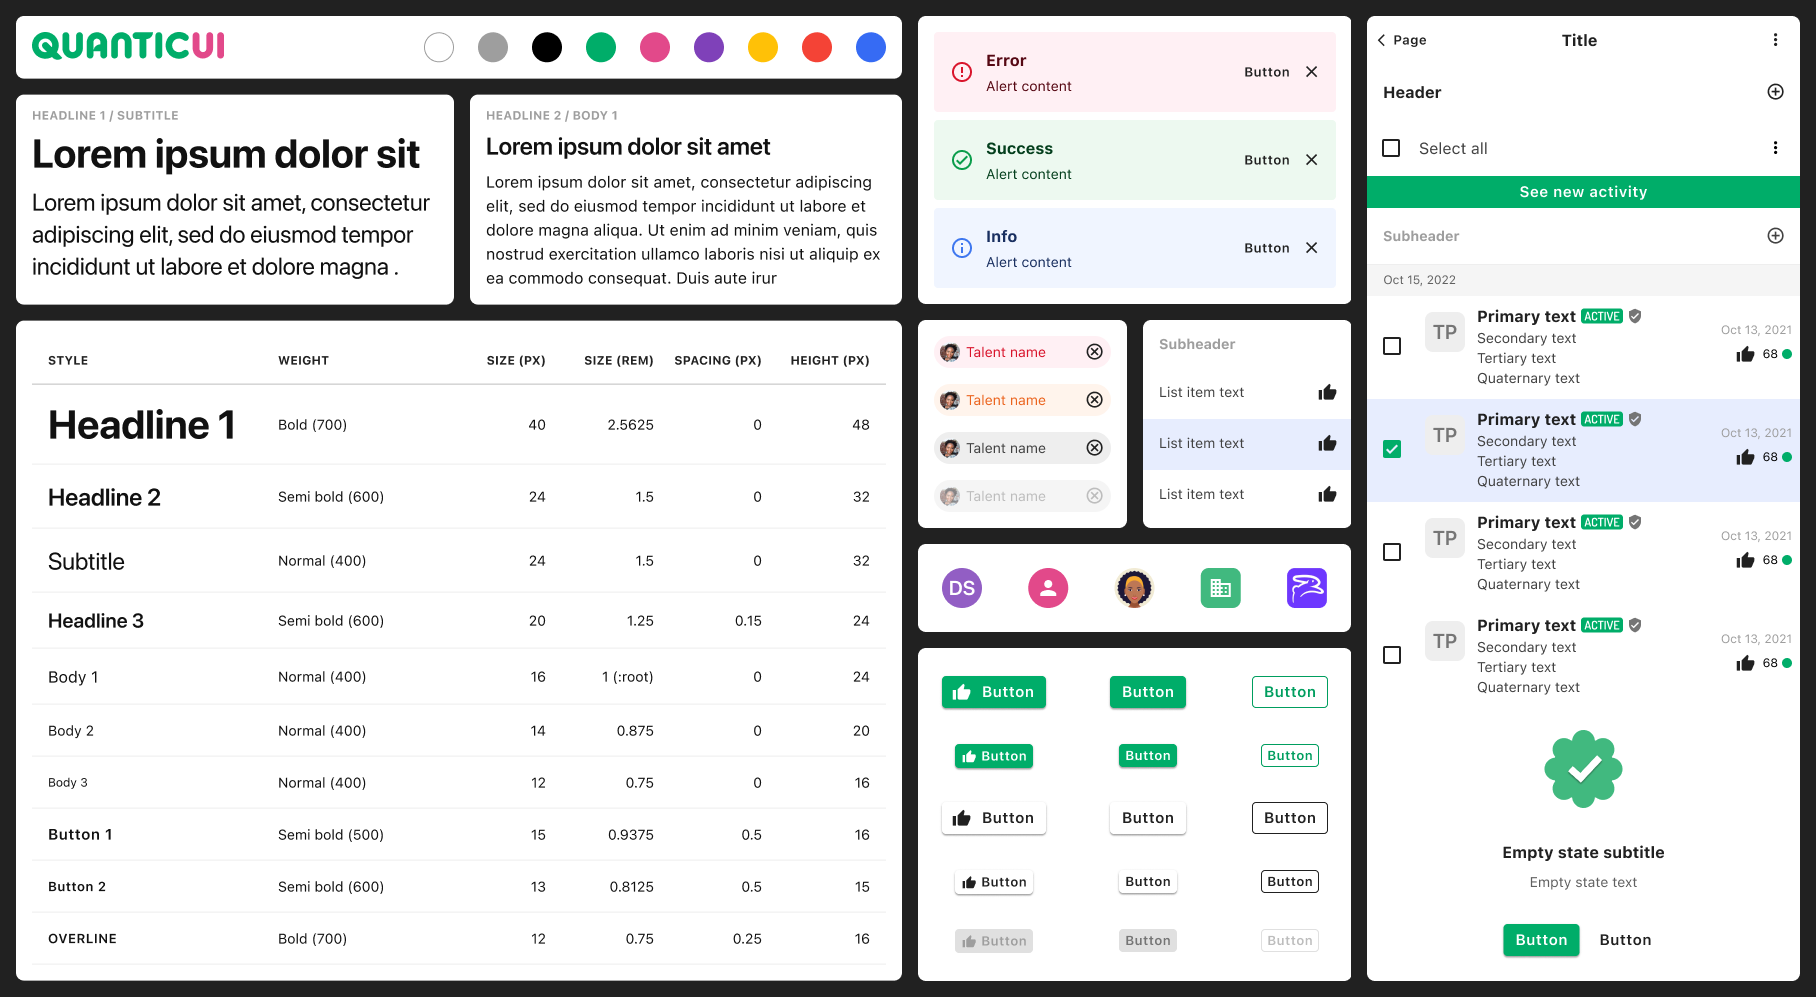 QUANTICUI
HEADLINE 1 / SUBTITLE
Lorem ipsum dolor sit
Lorem ipsum dolor sit amet, consectetur
adipiscing elit, sed do eiusmod tempor
incididunt ut labore et dolore magna .
HEADLINE 2 / BODY 1
Lorem ipsum dolor sit amet
Lorem ipsum dolor sit amet, consectetur adipiscing
elit, sed do eiusmod tempor incididunt ut labore et
dolore magna aliqua. Ut enim ad minim veniam, quis
nostrud exercitation ullamco laboris nisi ut aliquip ex
ea commodo consequat. Duis aute irur
STYLE WEIGHT SIZE (PX) SIZE (REM) SPACING (PX) HEIGHT (PX)
Headline 1 Bold (700) 40 2.5625 0 48
Headline 2 Semi bold (600) 24 1.5 0 32
Subtitle Normal (400) 24 1.5 0 32
Headline 3 Semi bold (600) 20 1.25 0.15 24
Body 1 Normal (400) 16 1 (:root) 0 24
Body 2 Normal (400) 14 0.875 0 20
Body 3 Normal (400) 12 0.75 0 16
Button 1 Semi bold (500) 15 0.9375 0.5 16
Button 2 Semi bold (600) 13 0.8125 0.5 15
OVERLINE Bold (700) 12 0.75 0.25 16
Error
Alert content
Button
Success
Alert content
Button
Info
Alert content
Button
Talent name
Talent name
Talent name
Talent name
Subheader
List item text
List item text
List item text
DS
Button Button Button
Button Button Button
Button Button Button
Button Button Button
Button Button Button
Page Title
Header
Select all
See new activity
Subheader
Oct 15, 2022
TP
Primary text ACTIVE
Secondary text
Tertiary text
Quaternary text
Oct 13, 2021
68
TP
Primary text ACTIVE
Secondary text
Tertiary text
Quaternary text
Oct 13, 2021
68
TP
Primary text ACTIVE
Secondary text
Tertiary text
Quaternary text
Oct 13, 2021
68
TP
Primary text ACTIVE
Secondary text
Tertiary text
Quaternary text
Oct 13, 2021
68
Empty state subtitle
Empty state text
Button Button